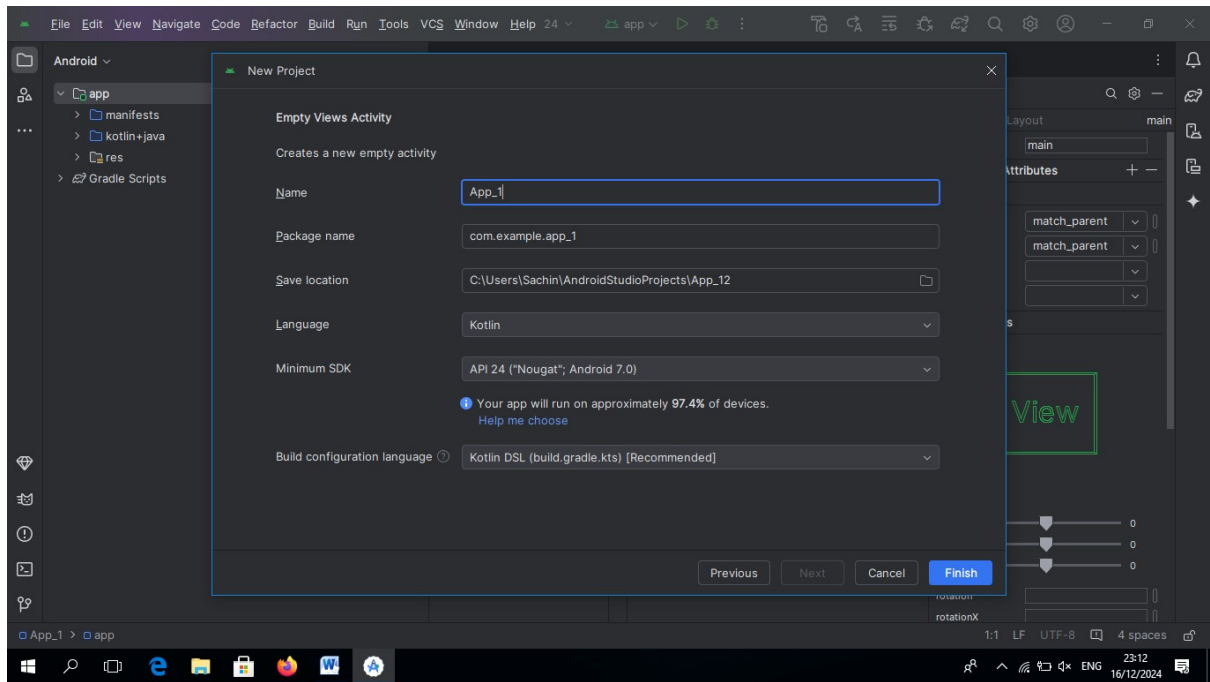 File Edit View Navigate Code Refactor Build Run Tools VCS Window Help 24 app
Android
New Project
app
manifests
kotlin+java
res
Gradle Scripts
Empty Views Activity
Creates a new empty activity
Name App_1
Package name com.example.app_1
Save location C:\Users\Sachin\AndroidStudioProjects\App_12
Language Kotlin
Minimum SDK API 24 ("Nougat"; Android 7.0)
Your app will run on approximately 97.4% of devices.
Help me choose
Build configuration language Kotlin DSL (build.gradle.kts) [Recommended]
Previous Next Cancel Finish
Layout main
main
Attributes
match_parent
match_parent
View
0
0
0
rotation
rotationX
App_1 > app 1:1 LF UTF-8 4 spaces
ENG 23:12
16/12/2024